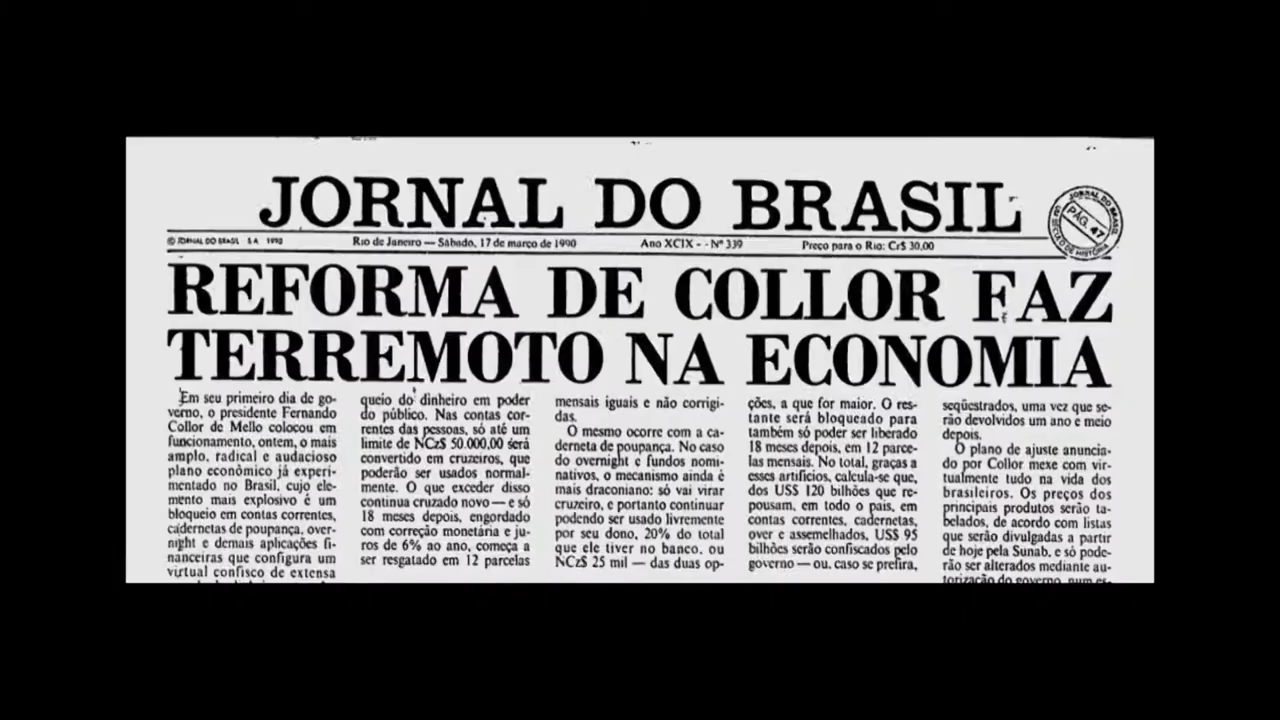 JORNAL DO BRASIL
© JORNAL DO BRASIL S A 1990 Rio de Janeiro — Sábado, 17 de março de 1990 Ano XCIX - - Nº 339 Preço para o Rio: Cr$ 30,00
JORNAL DO BRASIL
PÁG. 47
NÚCLEO DE HISTÓRIA
REFORMA DE COLLOR FAZ
TERREMOTO NA ECONOMIA
Em seu primeiro dia de go-
verno, o presidente Fernando
Collor de Mello colocou em
funcionamento, ontem, o mais
amplo, radical e audacioso
plano econômico já experi-
mentado no Brasil, cujo ele-
mento mais explosivo é um
bloqueio em contas correntes,
cadernetas de poupança, over-
night e demais aplicações fi-
nanceiras que configura um
virtual confisco de extensa
queio do dinheiro em poder
do público. Nas contas cor-
rentes das pessoas, só até um
limite de NCz$ 50.000,00 será
convertido em cruzeiros, que
poderão ser usados normal-
mente. O que exceder disso
continua cruzado novo — e só
18 meses depois, engordado
com correção monetária e ju-
ros de 6% ao ano, começa a
ser resgatado em 12 parcelas
mensais iguais e não corrigi-
das.
O mesmo ocorre com a ca-
derneta de poupança. No caso
do overnight e fundos nomi-
nativos, o mecanismo ainda é
mais draconiano: só vai virar
cruzeiro, e portanto continuar
podendo ser usado livremente
por seu dono, 20% do total
que ele tiver no banco, ou
NCz$ 25 mil — das duas op-
ções, a que for maior. O res-
tante será bloqueado para
também só poder ser liberado
18 meses depois, em 12 parce-
las mensais. No total, graças a
esses artifícios, calcula-se que,
dos US$ 120 bilhões que re-
pousam, em todo o país, em
contas correntes, cadernetas,
over e assemelhados, US$ 95
bilhões serão confiscados pelo
governo — ou, caso se prefira,
seqüestrados, uma vez que se-
rão devolvidos um ano e meio
depois.
O plano de ajuste anuncia-
do por Collor mexe com vir-
tualmente tudo na vida dos
brasileiros. Os preços dos
principais produtos serão ta-
belados, de acordo com listas
que serão divulgadas a partir
de hoje pela Sunab, e só pode-
rão ser alterados mediante au-
torização do governo, num es-